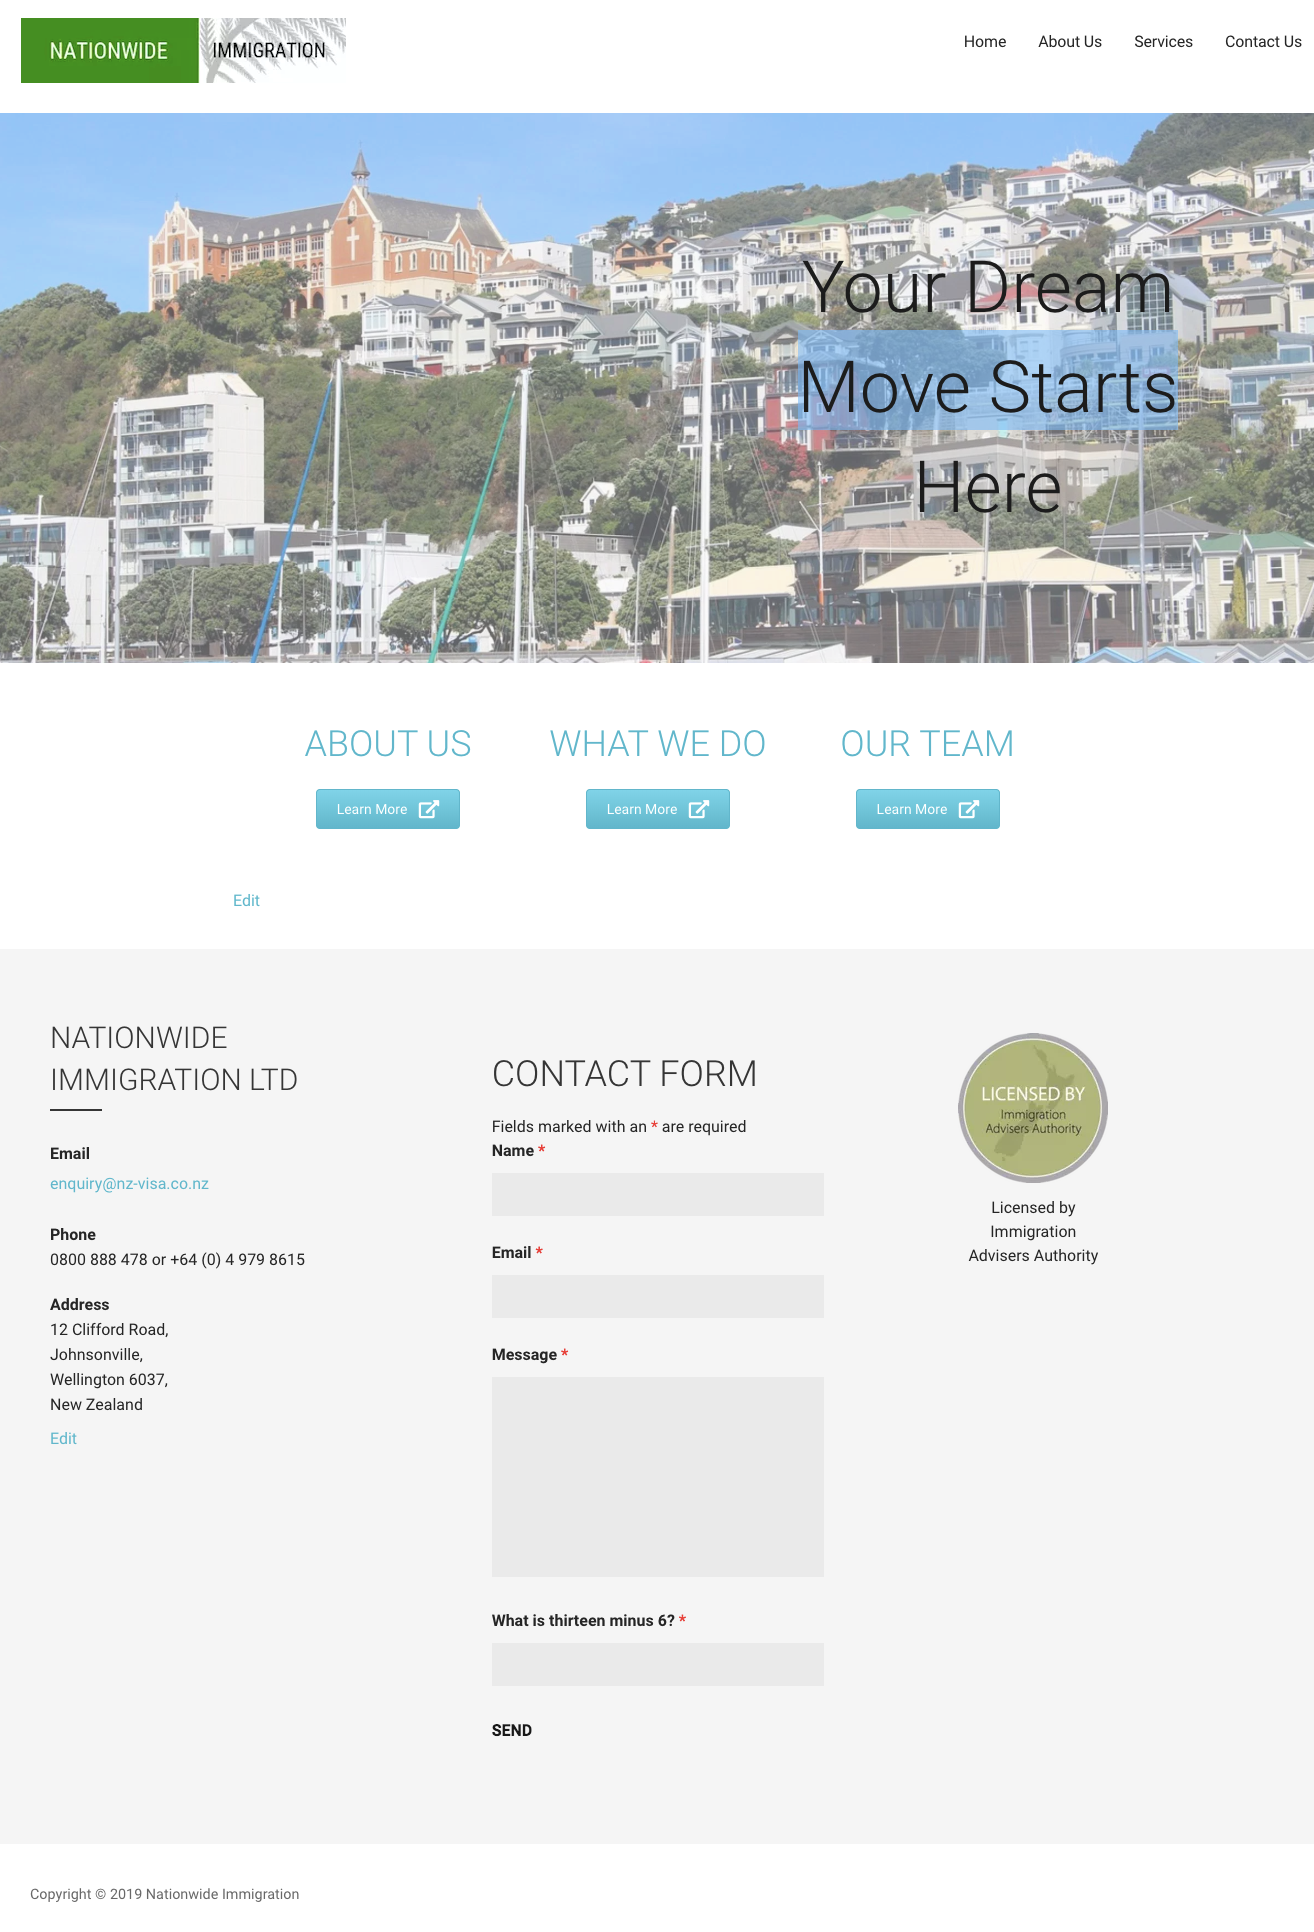 NATIONWIDE IMMIGRATION
Home About Us Services Contact Us
Your Dream
Move Starts
Here
ABOUT US WHAT WE DO OUR TEAM
Learn More Learn More Learn More
Edit
NATIONWIDE
IMMIGRATION LTD
Email
enquiry@nz-visa.co.nz
Phone
0800 888 478 or +64 (0) 4 979 8615
Address
12 Clifford Road,
Johnsonville,
Wellington 6037,
New Zealand
Edit
CONTACT FORM
Fields marked with an * are required
Name *
Email *
Message *
What is thirteen minus 6? *
SEND
LICENSED BY
Immigration
Advisers Authority
Licensed by
Immigration
Advisers Authority
Copyright © 2019 Nationwide Immigration